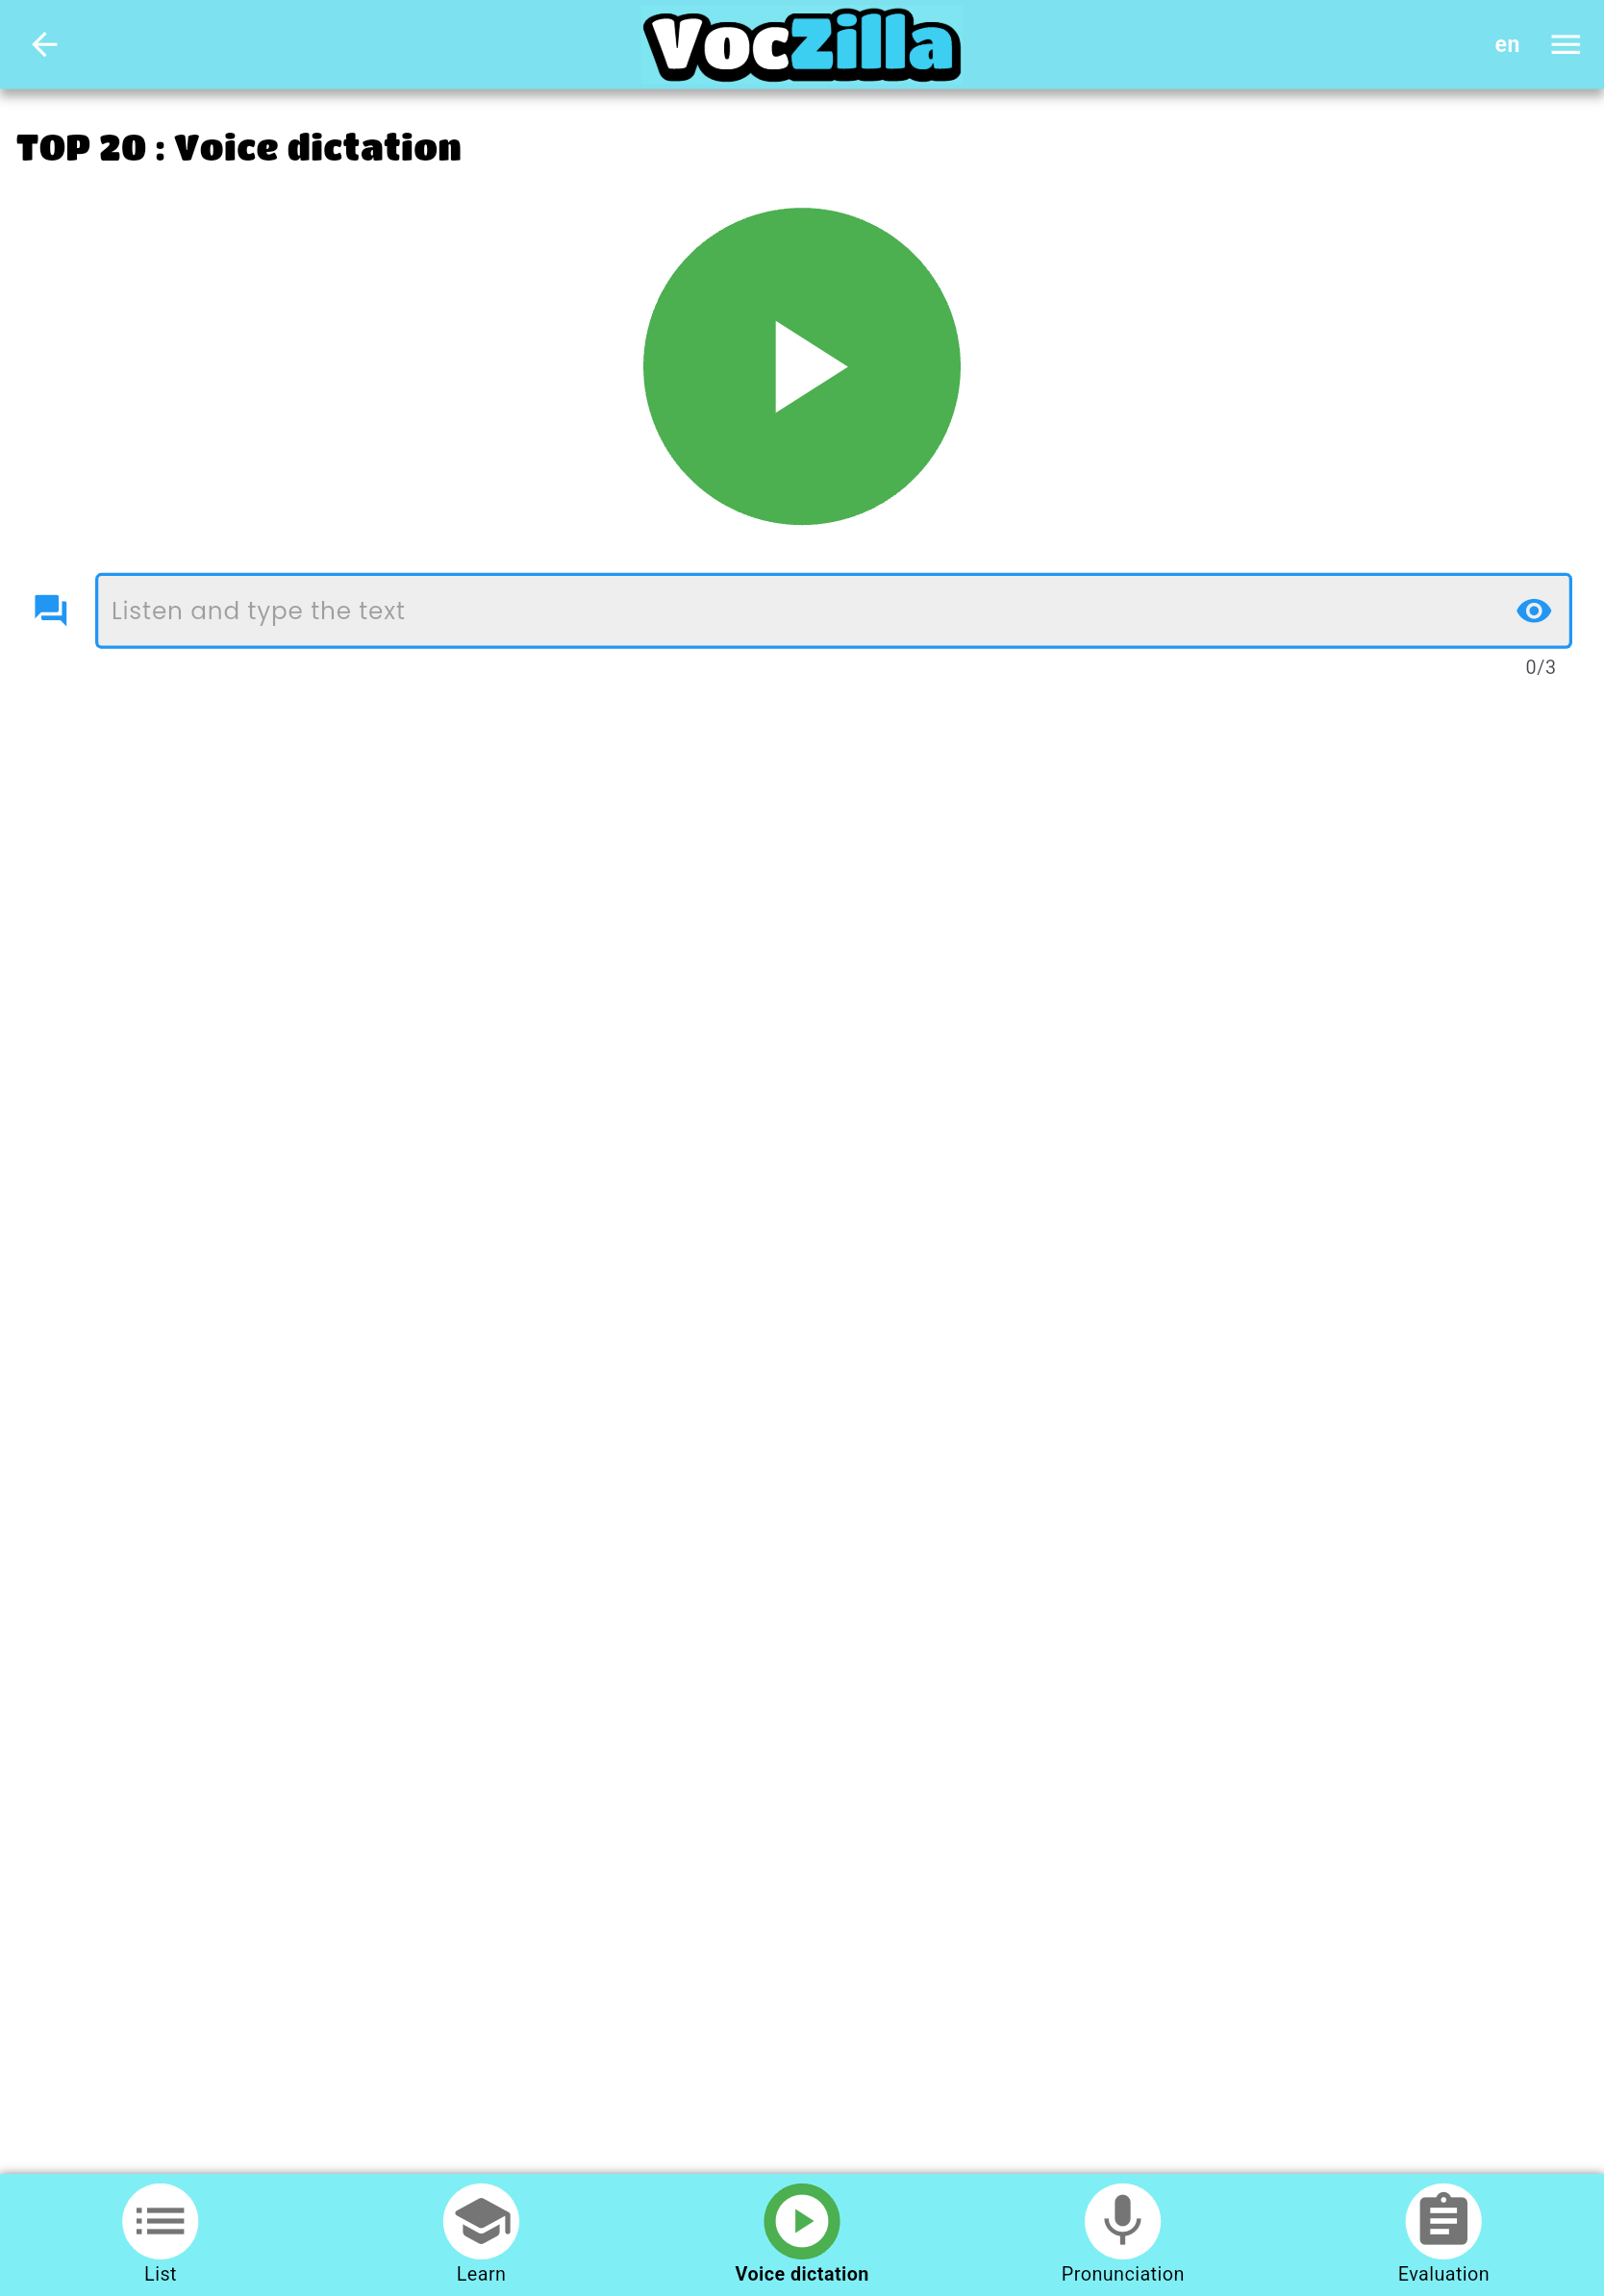 VocZilla
en
TOP 20 : Voice dictation
Listen and type the text
0/3
List
Learn
Voice dictation
Pronunciation
Evaluation